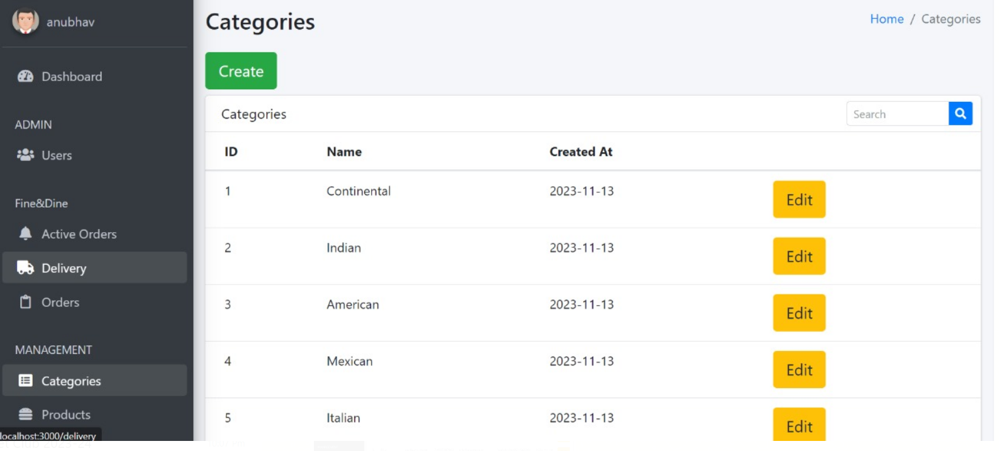 anubhav
Categories
Home / Categories
Dashboard
Create
ADMIN
Categories
Search
Users
ID Name Created At
Fine&Dine
1 Continental 2023-11-13 Edit
Active Orders
2 Indian 2023-11-13 Edit
Delivery
Orders
3 American 2023-11-13 Edit
MANAGEMENT
4 Mexican 2023-11-13 Edit
Categories
Products
5 Italian 2023-11-13 Edit
localhost:3000/delivery